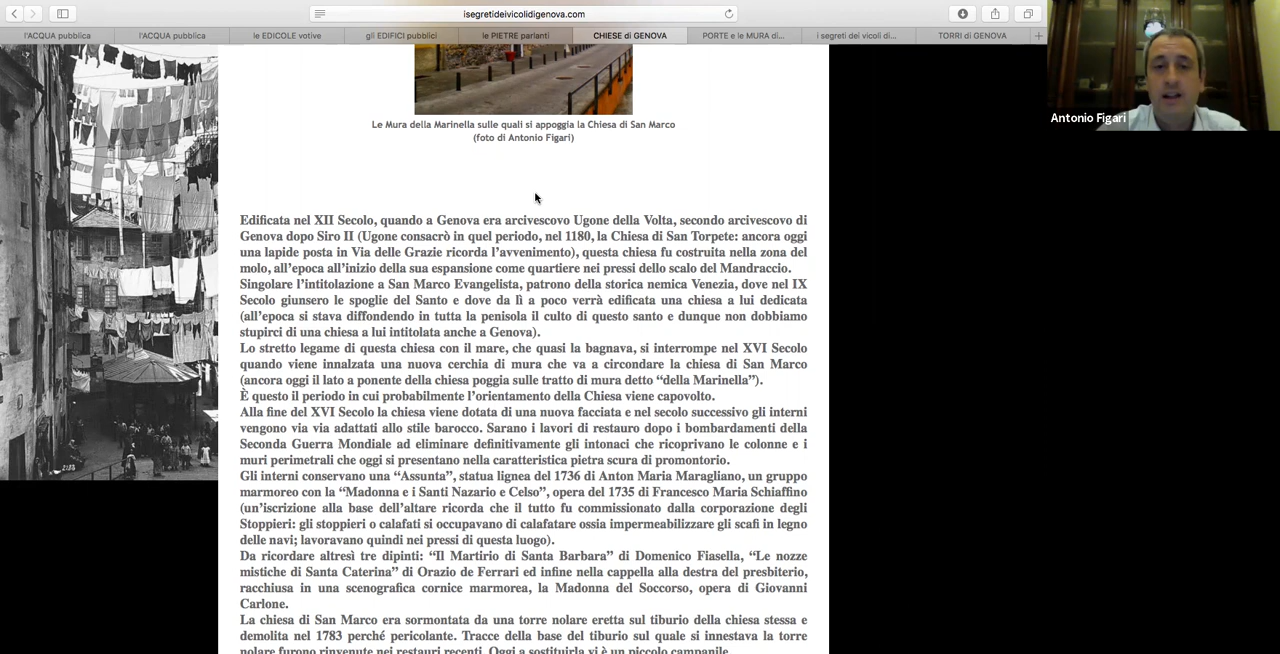 isegretideivicolidigenova.com
l'ACQUA pubblica
l'ACQUA pubblica
le EDICOLE votive
gli EDIFICI pubblici
le PIETRE parlanti
CHIESE di GENOVA
PORTE e le MURA di...
i segreti dei vicoli di...
TORRI di GENOVA
Antonio Figari
Le Mura della Marinella sulle quali si appoggia la Chiesa di San Marco
(foto di Antonio Figari)
Edificata nel XII Secolo, quando a Genova era arcivescovo Ugone della Volta, secondo arcivescovo di
Genova dopo Siro II (Ugone consacrò in quel periodo, nel 1180, la Chiesa di San Torpete: ancora oggi
una lapide posta in Via delle Grazie ricorda l'avvenimento), questa chiesa fu costruita nella zona del
molo, all'epoca all'inizio della sua espansione come quartiere nei pressi dello scalo del Mandraccio.
Singolare l'intitolazione a San Marco Evangelista, patrono della storica nemica Venezia, dove nel IX
Secolo giunsero le spoglie del Santo e dove da lì a poco verrà edificata una chiesa a lui dedicata
(all'epoca si stava diffondendo in tutta la penisola il culto di questo santo e dunque non dobbiamo
stupirci di una chiesa a lui intitolata anche a Genova).
Lo stretto legame di questa chiesa con il mare, che quasi la bagnava, si interrompe nel XVI Secolo
quando viene innalzata una nuova cerchia di mura che va a circondare la chiesa di San Marco
(ancora oggi il lato a ponente della chiesa poggia sulle tratto di mura detto “della Marinella”).
È questo il periodo in cui probabilmente l'orientamento della Chiesa viene capovolto.
Alla fine del XVI Secolo la chiesa viene dotata di una nuova facciata e nel secolo successivo gli interni
vengono via via adattati allo stile barocco. Sarano i lavori di restauro dopo i bombardamenti della
Seconda Guerra Mondiale ad eliminare definitivamente gli intonaci che ricoprivano le colonne e i
muri perimetrali che oggi si presentano nella caratteristica pietra scura di promontorio.
Gli interni conservano una “Assunta”, statua lignea del 1736 di Anton Maria Maragliano, un gruppo
marmoreo con la “Madonna e i Santi Nazario e Celso”, opera del 1735 di Francesco Maria Schiaffino
(un'iscrizione alla base dell'altare ricorda che il tutto fu commissionato dalla corporazione degli
Stoppieri: gli stoppieri o calafati si occupavano di calafatare ossia impermeabilizzare gli scafi in legno
delle navi; lavoravano quindi nei pressi di questa luogo).
Da ricordare altresì tre dipinti: “Il Martirio di Santa Barbara” di Domenico Fiasella, “Le nozze
mistiche di Santa Caterina” di Orazio de Ferrari ed infine nella cappella alla destra del presbiterio,
racchiusa in una scenografica cornice marmorea, la Madonna del Soccorso, opera di Giovanni
Carlone.
La chiesa di San Marco era sormontata da una torre nolare eretta sul tiburio della chiesa stessa e
demolita nel 1783 perché pericolante. Tracce della base del tiburio sul quale si innestava la torre
nolare furono rinvenute nei restauri recenti. Oggi a sostituirla vi è un piccolo campanile.